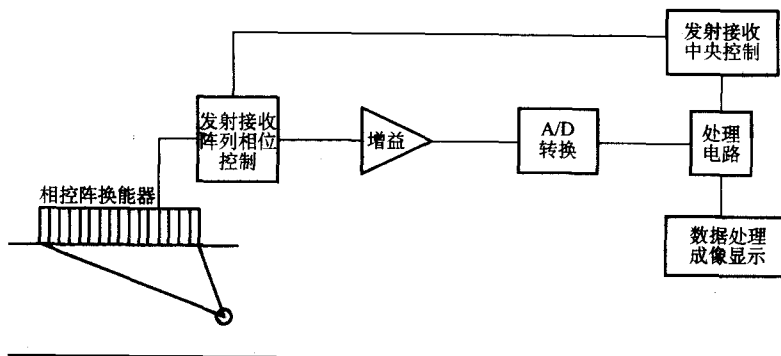 发射接收
中央控制
发射接收
阵列相位
控制
增益
A/D
转换
处理
电路
相控阵换能器
数据处理
成像显示